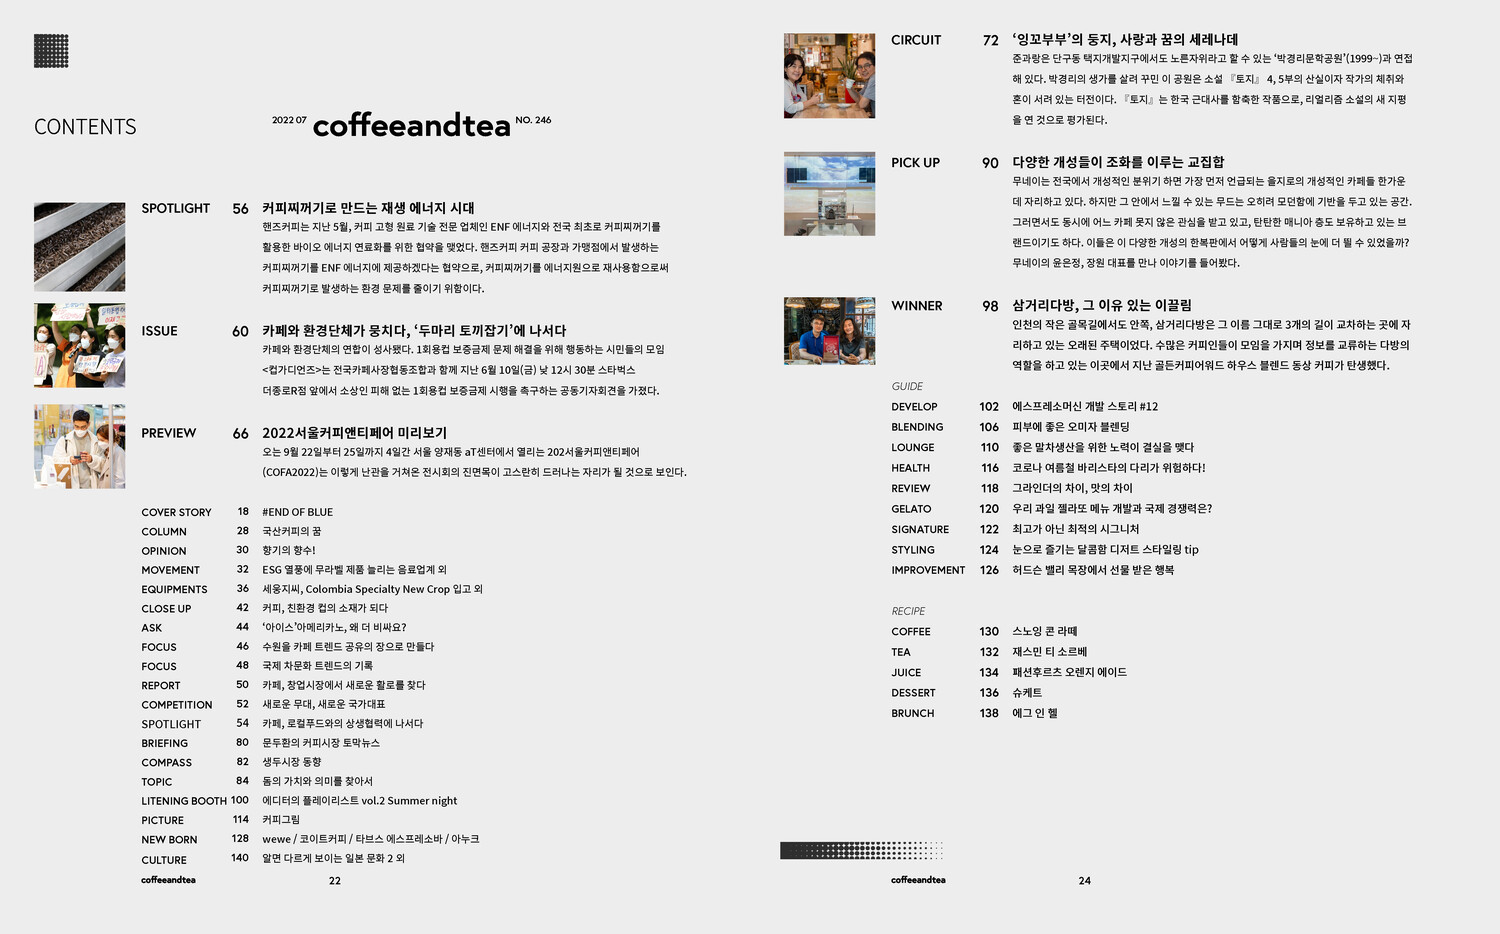 CONTENTS
2022 07 coffeeandtea NO. 246
SPOTLIGHT 56 커피찌꺼기로 만드는 재생 에너지 시대
핸즈커피는 지난 5월, 커피 고형 원료 기술 전문 업체인 ENF 에너지와 전국 최초로 커피찌꺼기를
활용한 바이오 에너지 연료화를 위한 협약을 맺었다. 핸즈커피 커피 공장과 가맹점에서 발생하는
커피찌꺼기를 ENF 에너지에 제공하겠다는 협약으로, 커피찌꺼기를 에너지원으로 재사용함으로써
커피찌꺼기로 발생하는 환경 문제를 줄이기 위함이다.
ISSUE 60 카페와 환경단체가 뭉치다, ‘두마리 토끼잡기’에 나서다
카페와 환경단체의 연합이 성사됐다. 1회용컵 보증금제 문제 해결을 위해 행동하는 시민들의 모임
<컵가디언즈>는 전국카페사장협동조합과 함께 지난 6월 10일(금) 낮 12시 30분 스타벅스
더종로R점 앞에서 소상인 피해 없는 1회용컵 보증금제 시행을 촉구하는 공동기자회견을 가졌다.
PREVIEW 66 2022서울커피앤티페어 미리보기
오는 9월 22일부터 25일까지 4일간 서울 양재동 aT센터에서 열리는 202서울커피앤티페어
(COFA2022)는 이렇게 난관을 거쳐온 전시회의 진면목이 고스란히 드러나는 자리가 될 것으로 보인다.
COVER STORY 18 #END OF BLUE
COLUMN 28 국산커피의 꿈
OPINION 30 향기의 향수!
MOVEMENT 32 ESG 열풍에 무라벨 제품 늘리는 음료업계 외
EQUIPMENTS 36 세웅지씨, Colombia Specialty New Crop 입고 외
CLOSE UP 42 커피, 친환경 컵의 소재가 되다
ASK 44 ‘아이스’아메리카노, 왜 더 비싸요?
FOCUS 46 수원을 카페 트렌드 공유의 장으로 만들다
FOCUS 48 국제 차문화 트렌드의 기록
REPORT 50 카페, 창업시장에서 새로운 활로를 찾다
COMPETITION 52 새로운 무대, 새로운 국가대표
SPOTLIGHT 54 카페, 로컬푸드와의 상생협력에 나서다
BRIEFING 80 문두환의 커피시장 토막뉴스
COMPASS 82 생두시장 동향
TOPIC 84 돔의 가치와 의미를 찾아서
LITENING BOOTH 100 에디터의 플레이리스트 vol.2 Summer night
PICTURE 114 커피그림
NEW BORN 128 wewe / 코이트커피 / 타브스 에스프레소바 / 아누크
CULTURE 140 알면 다르게 보이는 일본 문화 2 외
coffeeandtea 22
CIRCUIT 72 ‘잉꼬부부’의 둥지, 사랑과 꿈의 세레나데
준과랑은 단구동 택지개발지구에서도 노른자위라고 할 수 있는 ‘박경리문학공원’(1999~)과 연접
해 있다. 박경리의 생가를 살려 꾸민 이 공원은 소설 『토지』 4, 5부의 산실이자 작가의 체취와
혼이 서려 있는 터전이다. 『토지』는 한국 근대사를 함축한 작품으로, 리얼리즘 소설의 새 지평
을 연 것으로 평가된다.
PICK UP 90 다양한 개성들이 조화를 이루는 교집합
무네이는 전국에서 개성적인 분위기 하면 가장 먼저 언급되는 을지로의 개성적인 카페들 한가운
데 자리하고 있다. 하지만 그 안에서 느낄 수 있는 무드는 오히려 모던함에 기반을 두고 있는 공간.
그러면서도 동시에 어느 카페 못지 않은 관심을 받고 있고, 탄탄한 매니아 층도 보유하고 있는 브
랜드이기도 하다. 이들은 이 다양한 개성의 한복판에서 어떻게 사람들의 눈에 더 띌 수 있었을까?
무네이의 윤은정, 장원 대표를 만나 이야기를 들어봤다.
WINNER 98 삼거리다방, 그 이유 있는 이끌림
인천의 작은 골목길에서도 안쪽, 삼거리다방은 그 이름 그대로 3개의 길이 교차하는 곳에 자
리하고 있는 오래된 주택이었다. 수많은 커피인들이 모임을 가지며 정보를 교류하는 다방의
역할을 하고 있는 이곳에서 지난 골든커피어워드 하우스 블렌드 동상 커피가 탄생했다.
GUIDE
DEVELOP 102 에스프레소머신 개발 스토리 #12
BLENDING 106 피부에 좋은 오미자 블렌딩
LOUNGE 110 좋은 말차생산을 위한 노력이 결실을 맺다
HEALTH 116 코로나 여름철 바리스타의 다리가 위험하다!
REVIEW 118 그라인더의 차이, 맛의 차이
GELATO 120 우리 과일 젤라또 메뉴 개발과 국제 경쟁력은?
SIGNATURE 122 최고가 아닌 최적의 시그니처
STYLING 124 눈으로 즐기는 달콤함 디저트 스타일링 tip
IMPROVEMENT 126 허드슨 밸리 목장에서 선물 받은 행복
RECIPE
COFFEE 130 스노잉 콘 라떼
TEA 132 재스민 티 소르베
JUICE 134 패션후르츠 오렌지 에이드
DESSERT 136 슈케트
BRUNCH 138 에그 인 헬
coffeeandtea 24